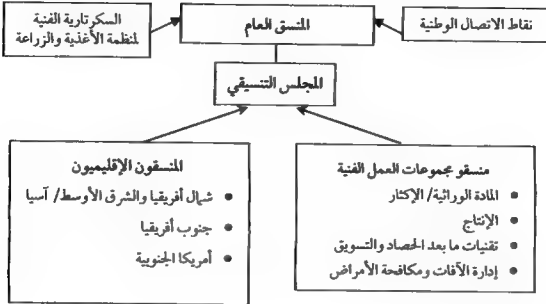 نقاط الاتصال الوطنية
المنسق العام
السكرتارية الفنية
لمنظمة الأغذية والزراعة
المجلس التنسيقي
منسقو مجموعات العمل الفنية
● المادة الوراثية/ الإكثار
● الإنتاج
● تقنيات ما بعد الحصاد والتسويق
● إدارة الآفات ومكافحة الأمراض
المنسقون الإقليميون
● شمال أفريقيا والشرق الأوسط/ آسيا
● جنوب أفريقيا
● أمريكا الجنوبية